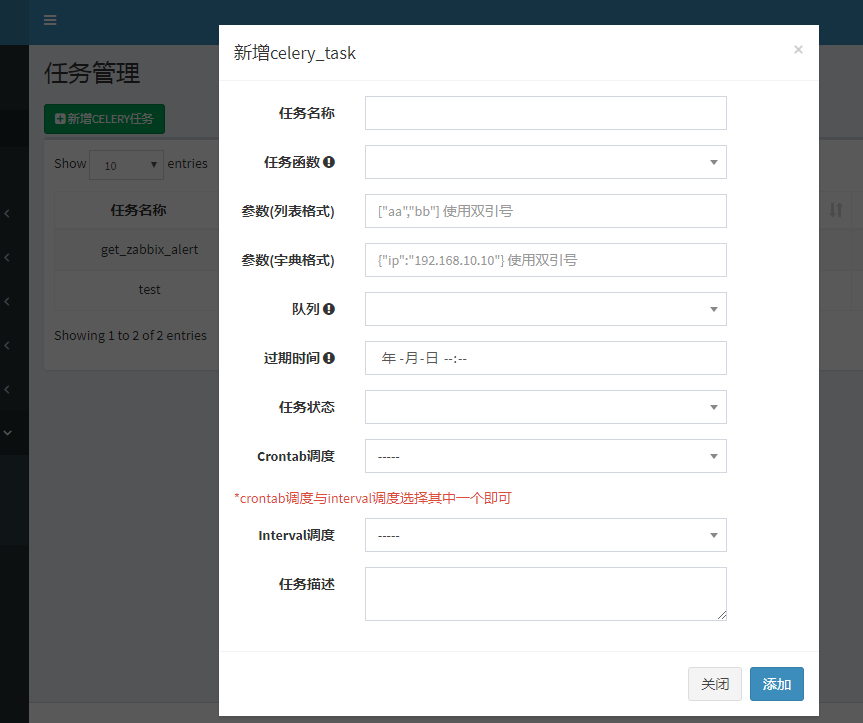 任务管理
新增CELERY任务
Show 10 entries
任务名称
get_zabbix_alert
test
Showing 1 to 2 of 2 entries
新增celery_task ×
任务名称
任务函数
参数(列表格式) ["aa","bb"] 使用双引号
参数(字典格式) {"ip":"192.168.10.10"} 使用双引号
队列
过期时间 年 -月-日 --:--
任务状态
Crontab调度 -----
*crontab调度与interval调度选择其中一个即可
Interval调度 -----
任务描述
关闭 添加